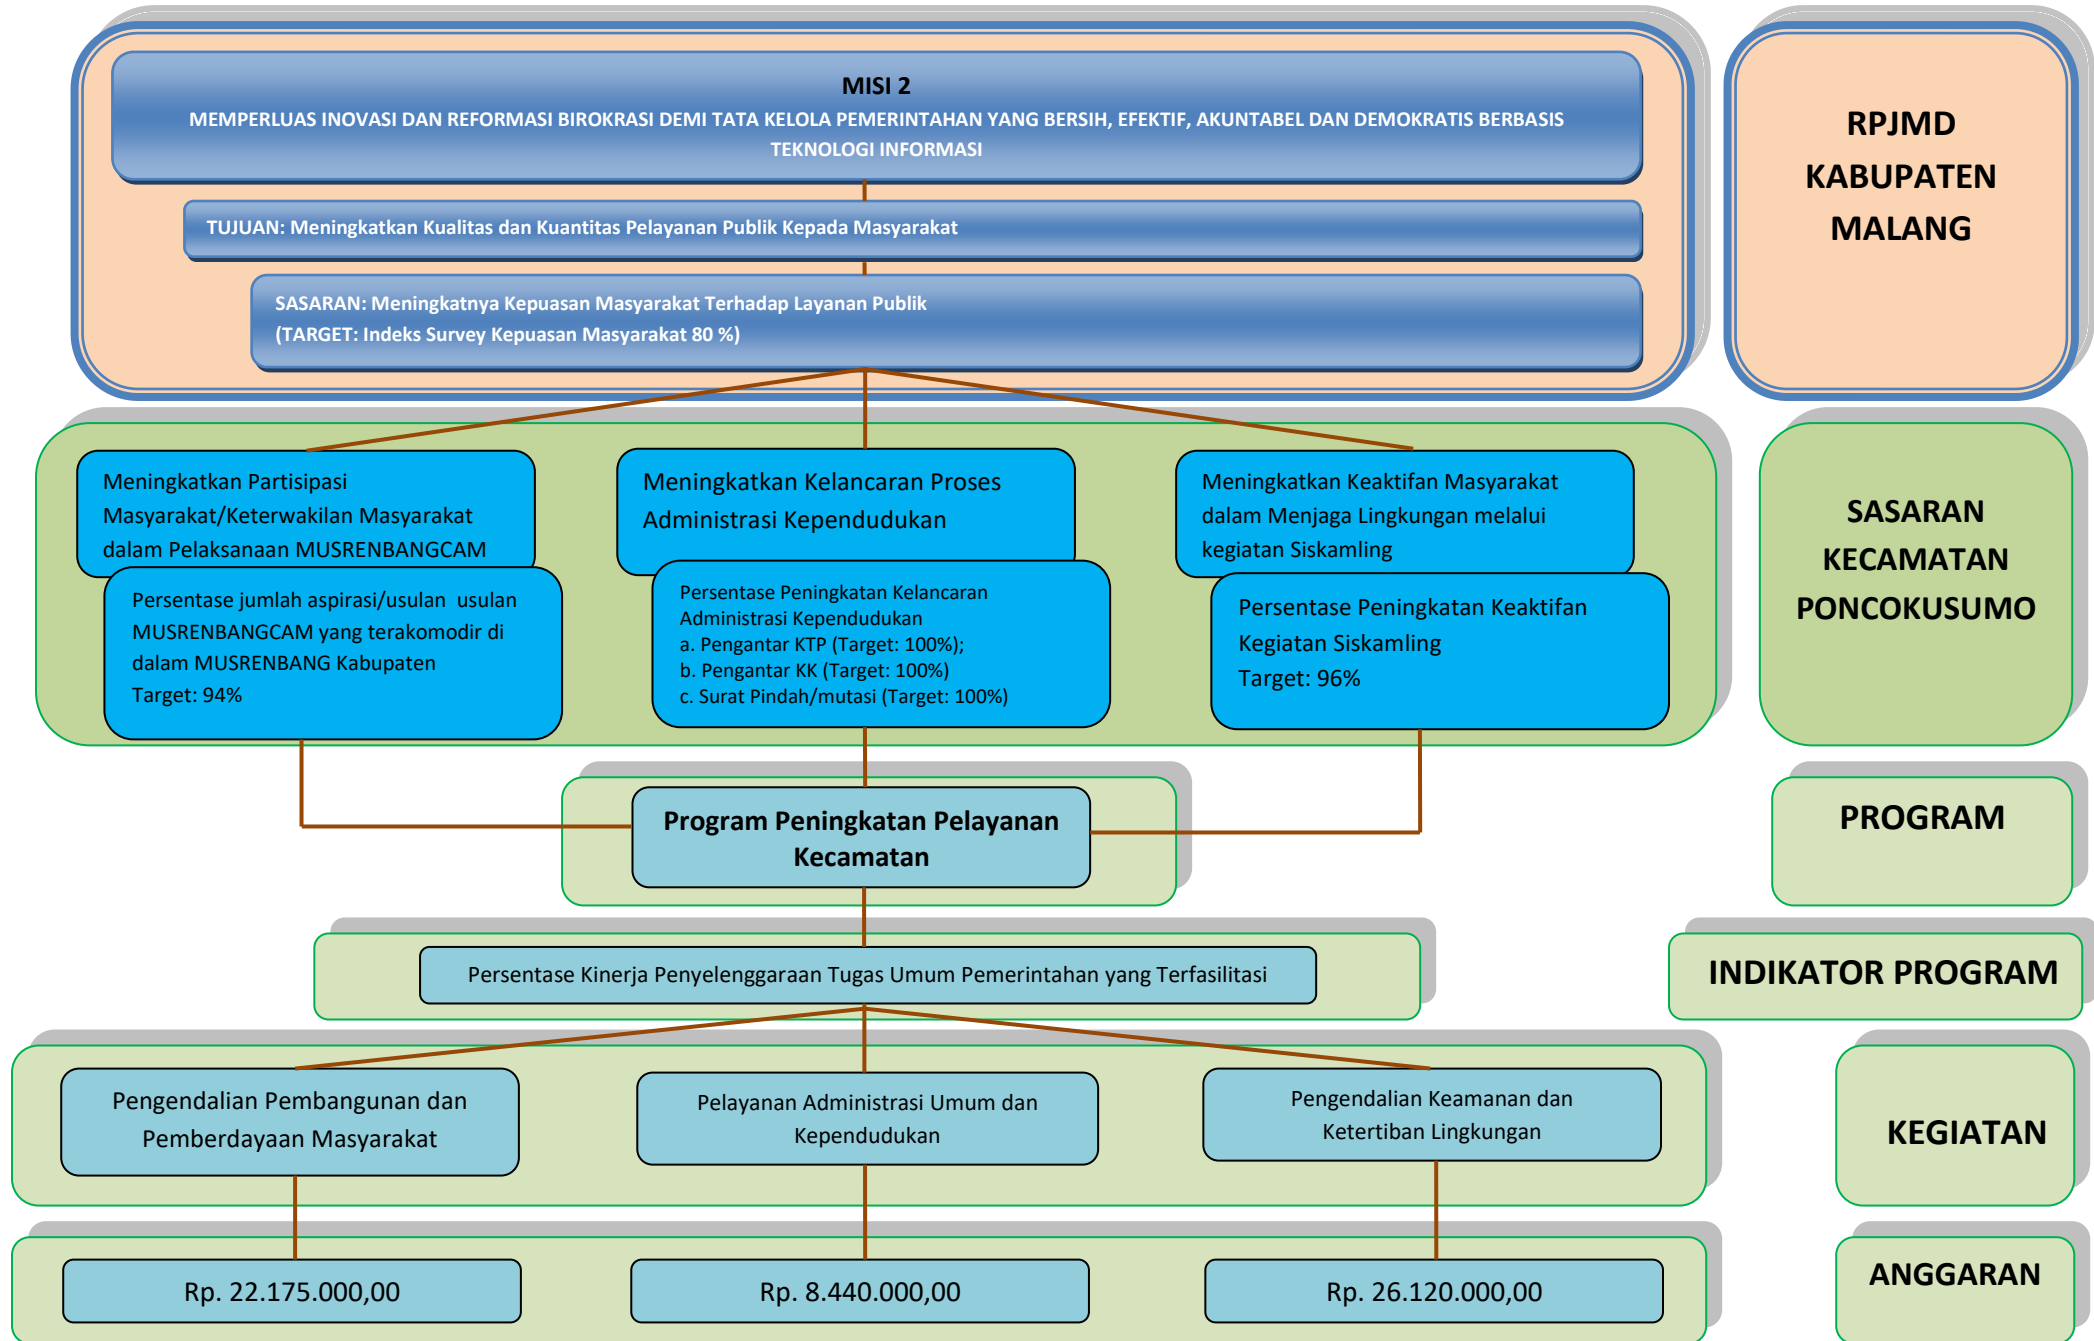 MISI 2
MEMPERLUAS INOVASI DAN REFORMASI BIROKRASI DEMI TATA KELOLA PEMERINTAHAN YANG BERSIH, EFEKTIF, AKUNTABEL DAN DEMOKRATIS BERBASIS
TEKNOLOGI INFORMASI
TUJUAN: Meningkatkan Kualitas dan Kuantitas Pelayanan Publik Kepada Masyarakat
SASARAN: Meningkatnya Kepuasan Masyarakat Terhadap Layanan Publik
(TARGET: Indeks Survey Kepuasan Masyarakat 80 %)
RPJMD
KABUPATEN
MALANG
Meningkatkan Partisipasi
Masyarakat/Keterwakilan Masyarakat
dalam Pelaksanaan MUSRENBANGCAM
Persentase jumlah aspirasi/usulan  usulan
MUSRENBANGCAM yang terakomodir di
dalam MUSRENBANG Kabupaten
Target: 94%
Meningkatkan Kelancaran Proses
Administrasi Kependudukan
Persentase Peningkatan Kelancaran
Administrasi Kependudukan
a. Pengantar KTP (Target: 100%);
b. Pengantar KK (Target: 100%)
c. Surat Pindah/mutasi (Target: 100%)
Meningkatkan Keaktifan Masyarakat
dalam Menjaga Lingkungan melalui
kegiatan Siskamling
Persentase Peningkatan Keaktifan
Kegiatan Siskamling
Target: 96%
SASARAN
KECAMATAN
PONCOKUSUMO
Program Peningkatan Pelayanan
Kecamatan
PROGRAM
Persentase Kinerja Penyelenggaraan Tugas Umum Pemerintahan yang Terfasilitasi
INDIKATOR PROGRAM
Pengendalian Pembangunan dan
Pemberdayaan Masyarakat
Pelayanan Administrasi Umum dan
Kependudukan
Pengendalian Keamanan dan
Ketertiban Lingkungan
KEGIATAN
Rp. 22.175.000,00
Rp. 8.440.000,00
Rp. 26.120.000,00
ANGGARAN